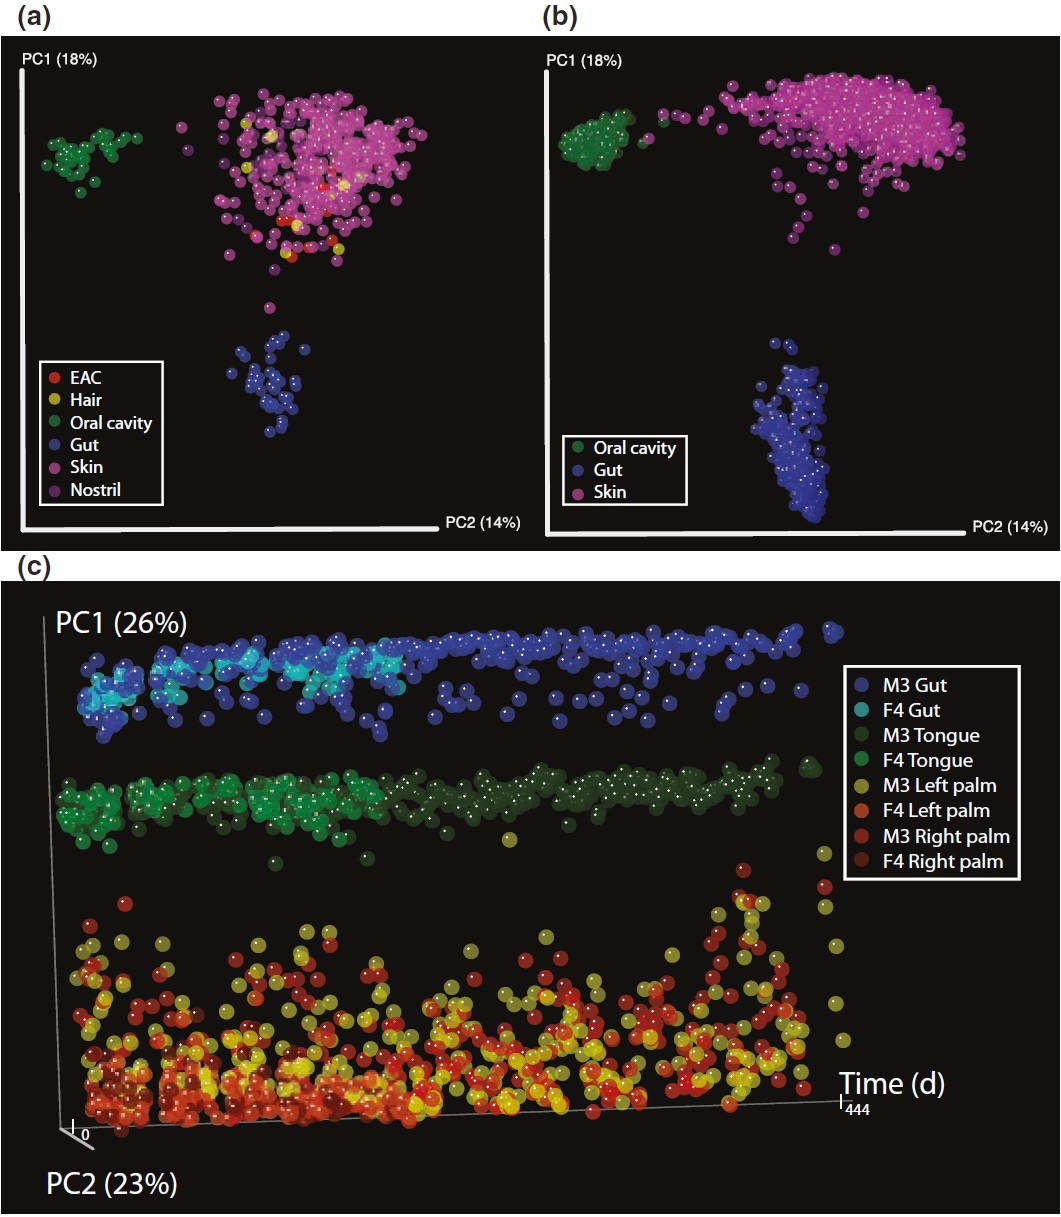 (a)
PC1 (18%)
EAC
Hair
Oral cavity
Gut
Skin
Nostril
PC2 (14%)
(b)
PC1 (18%)
Oral cavity
Gut
Skin
PC2 (14%)
(c)
PC1 (26%)
M3 Gut
F4 Gut
M3 Tongue
F4 Tongue
M3 Left palm
F4 Left palm
M3 Right palm
F4 Right palm
Time (d)
444
0
PC2 (23%)